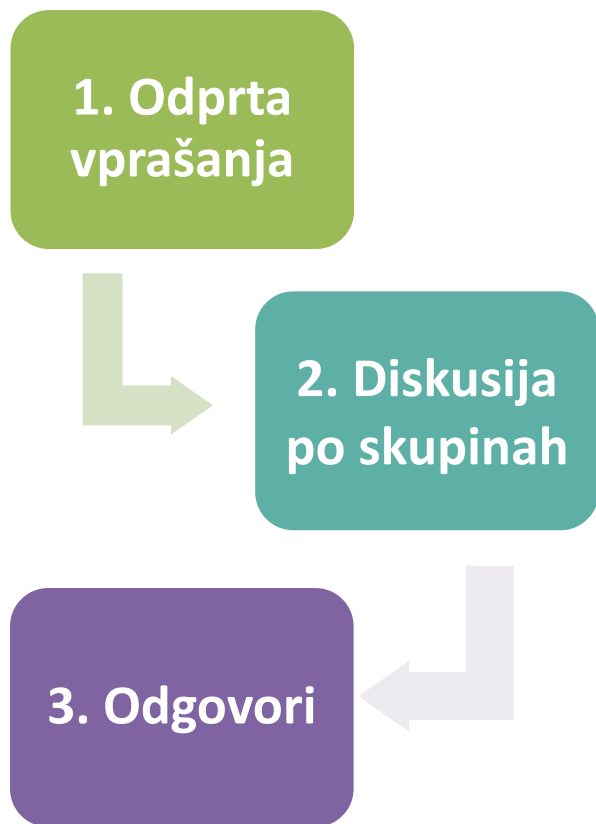 1. Odprta
vprašanja
2. Diskusija
po skupinah
3. Odgovori